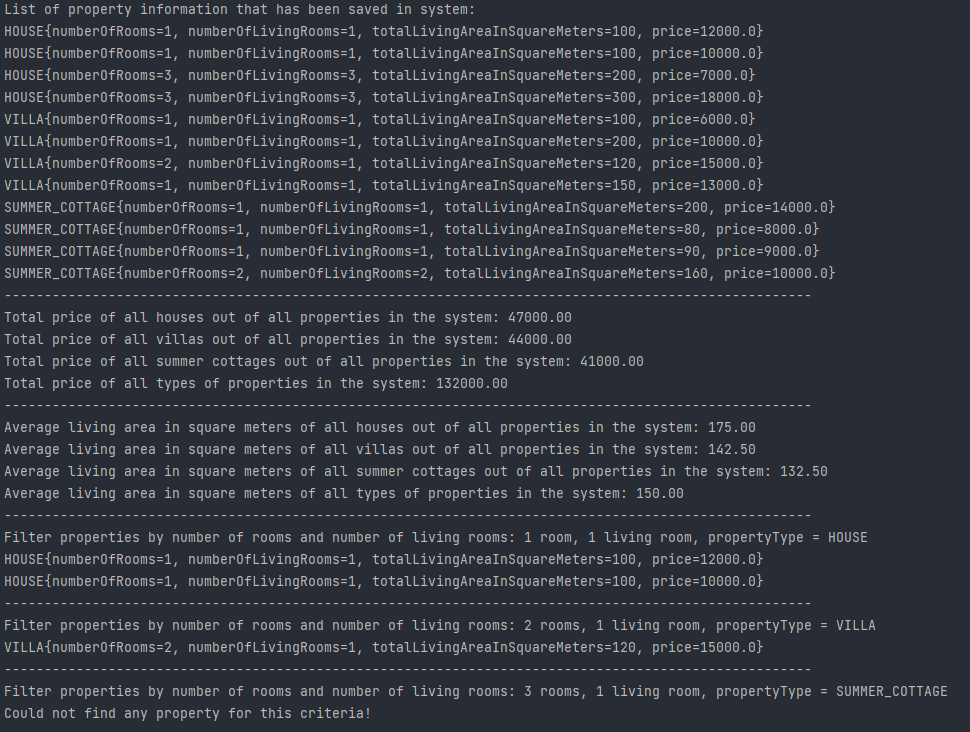 List of property information that has been saved in system:
HOUSE{numberOfRooms=1, numberOfLivingRooms=1, totalLivingAreaInSquareMeters=100, price=12000.0}
HOUSE{numberOfRooms=1, numberOfLivingRooms=1, totalLivingAreaInSquareMeters=100, price=10000.0}
HOUSE{numberOfRooms=3, numberOfLivingRooms=3, totalLivingAreaInSquareMeters=200, price=7000.0}
HOUSE{numberOfRooms=3, numberOfLivingRooms=3, totalLivingAreaInSquareMeters=300, price=18000.0}
VILLA{numberOfRooms=1, numberOfLivingRooms=1, totalLivingAreaInSquareMeters=100, price=6000.0}
VILLA{numberOfRooms=1, numberOfLivingRooms=1, totalLivingAreaInSquareMeters=200, price=10000.0}
VILLA{numberOfRooms=2, numberOfLivingRooms=1, totalLivingAreaInSquareMeters=120, price=15000.0}
VILLA{numberOfRooms=1, numberOfLivingRooms=1, totalLivingAreaInSquareMeters=150, price=13000.0}
SUMMER_COTTAGE{numberOfRooms=1, numberOfLivingRooms=1, totalLivingAreaInSquareMeters=200, price=14000.0}
SUMMER_COTTAGE{numberOfRooms=1, numberOfLivingRooms=1, totalLivingAreaInSquareMeters=80, price=8000.0}
SUMMER_COTTAGE{numberOfRooms=1, numberOfLivingRooms=1, totalLivingAreaInSquareMeters=90, price=9000.0}
SUMMER_COTTAGE{numberOfRooms=2, numberOfLivingRooms=2, totalLivingAreaInSquareMeters=160, price=10000.0}
-----------------------------------------------------------------------------------------------------
Total price of all houses out of all properties in the system: 47000.00
Total price of all villas out of all properties in the system: 44000.00
Total price of all summer cottages out of all properties in the system: 41000.00
Total price of all types of properties in the system: 132000.00
-----------------------------------------------------------------------------------------------------
Average living area in square meters of all houses out of all properties in the system: 175.00
Average living area in square meters of all villas out of all properties in the system: 142.50
Average living area in square meters of all summer cottages out of all properties in the system: 132.50
Average living area in square meters of all types of properties in the system: 150.00
-----------------------------------------------------------------------------------------------------
Filter properties by number of rooms and number of living rooms: 1 room, 1 living room, propertyType = HOUSE
HOUSE{numberOfRooms=1, numberOfLivingRooms=1, totalLivingAreaInSquareMeters=100, price=12000.0}
HOUSE{numberOfRooms=1, numberOfLivingRooms=1, totalLivingAreaInSquareMeters=100, price=10000.0}
-----------------------------------------------------------------------------------------------------
Filter properties by number of rooms and number of living rooms: 2 rooms, 1 living room, propertyType = VILLA
VILLA{numberOfRooms=2, numberOfLivingRooms=1, totalLivingAreaInSquareMeters=120, price=15000.0}
-----------------------------------------------------------------------------------------------------
Filter properties by number of rooms and number of living rooms: 3 rooms, 1 living room, propertyType = SUMMER_COTTAGE
Could not find any property for this criteria!